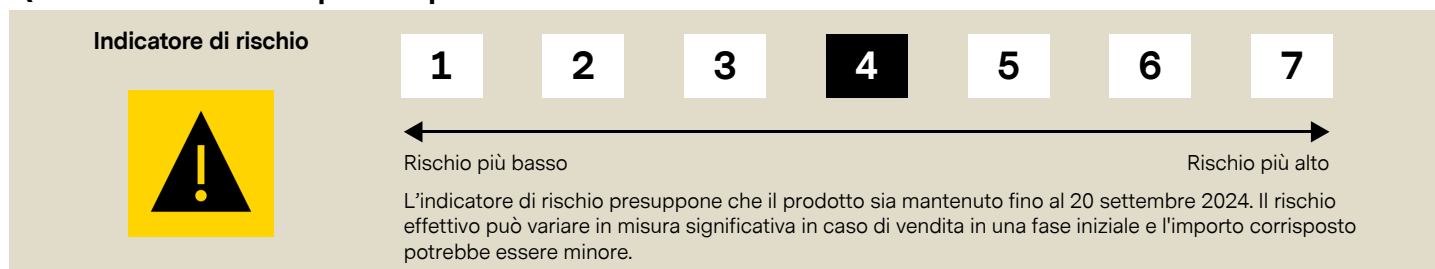 Indicatore di rischio
1 2 3 4 5 6 7
Rischio più basso Rischio più alto
L'indicatore di rischio presuppone che il prodotto sia mantenuto fino al 20 settembre 2024. Il rischio
effettivo può variare in misura significativa in caso di vendita in una fase iniziale e l'importo corrisposto
potrebbe essere minore.